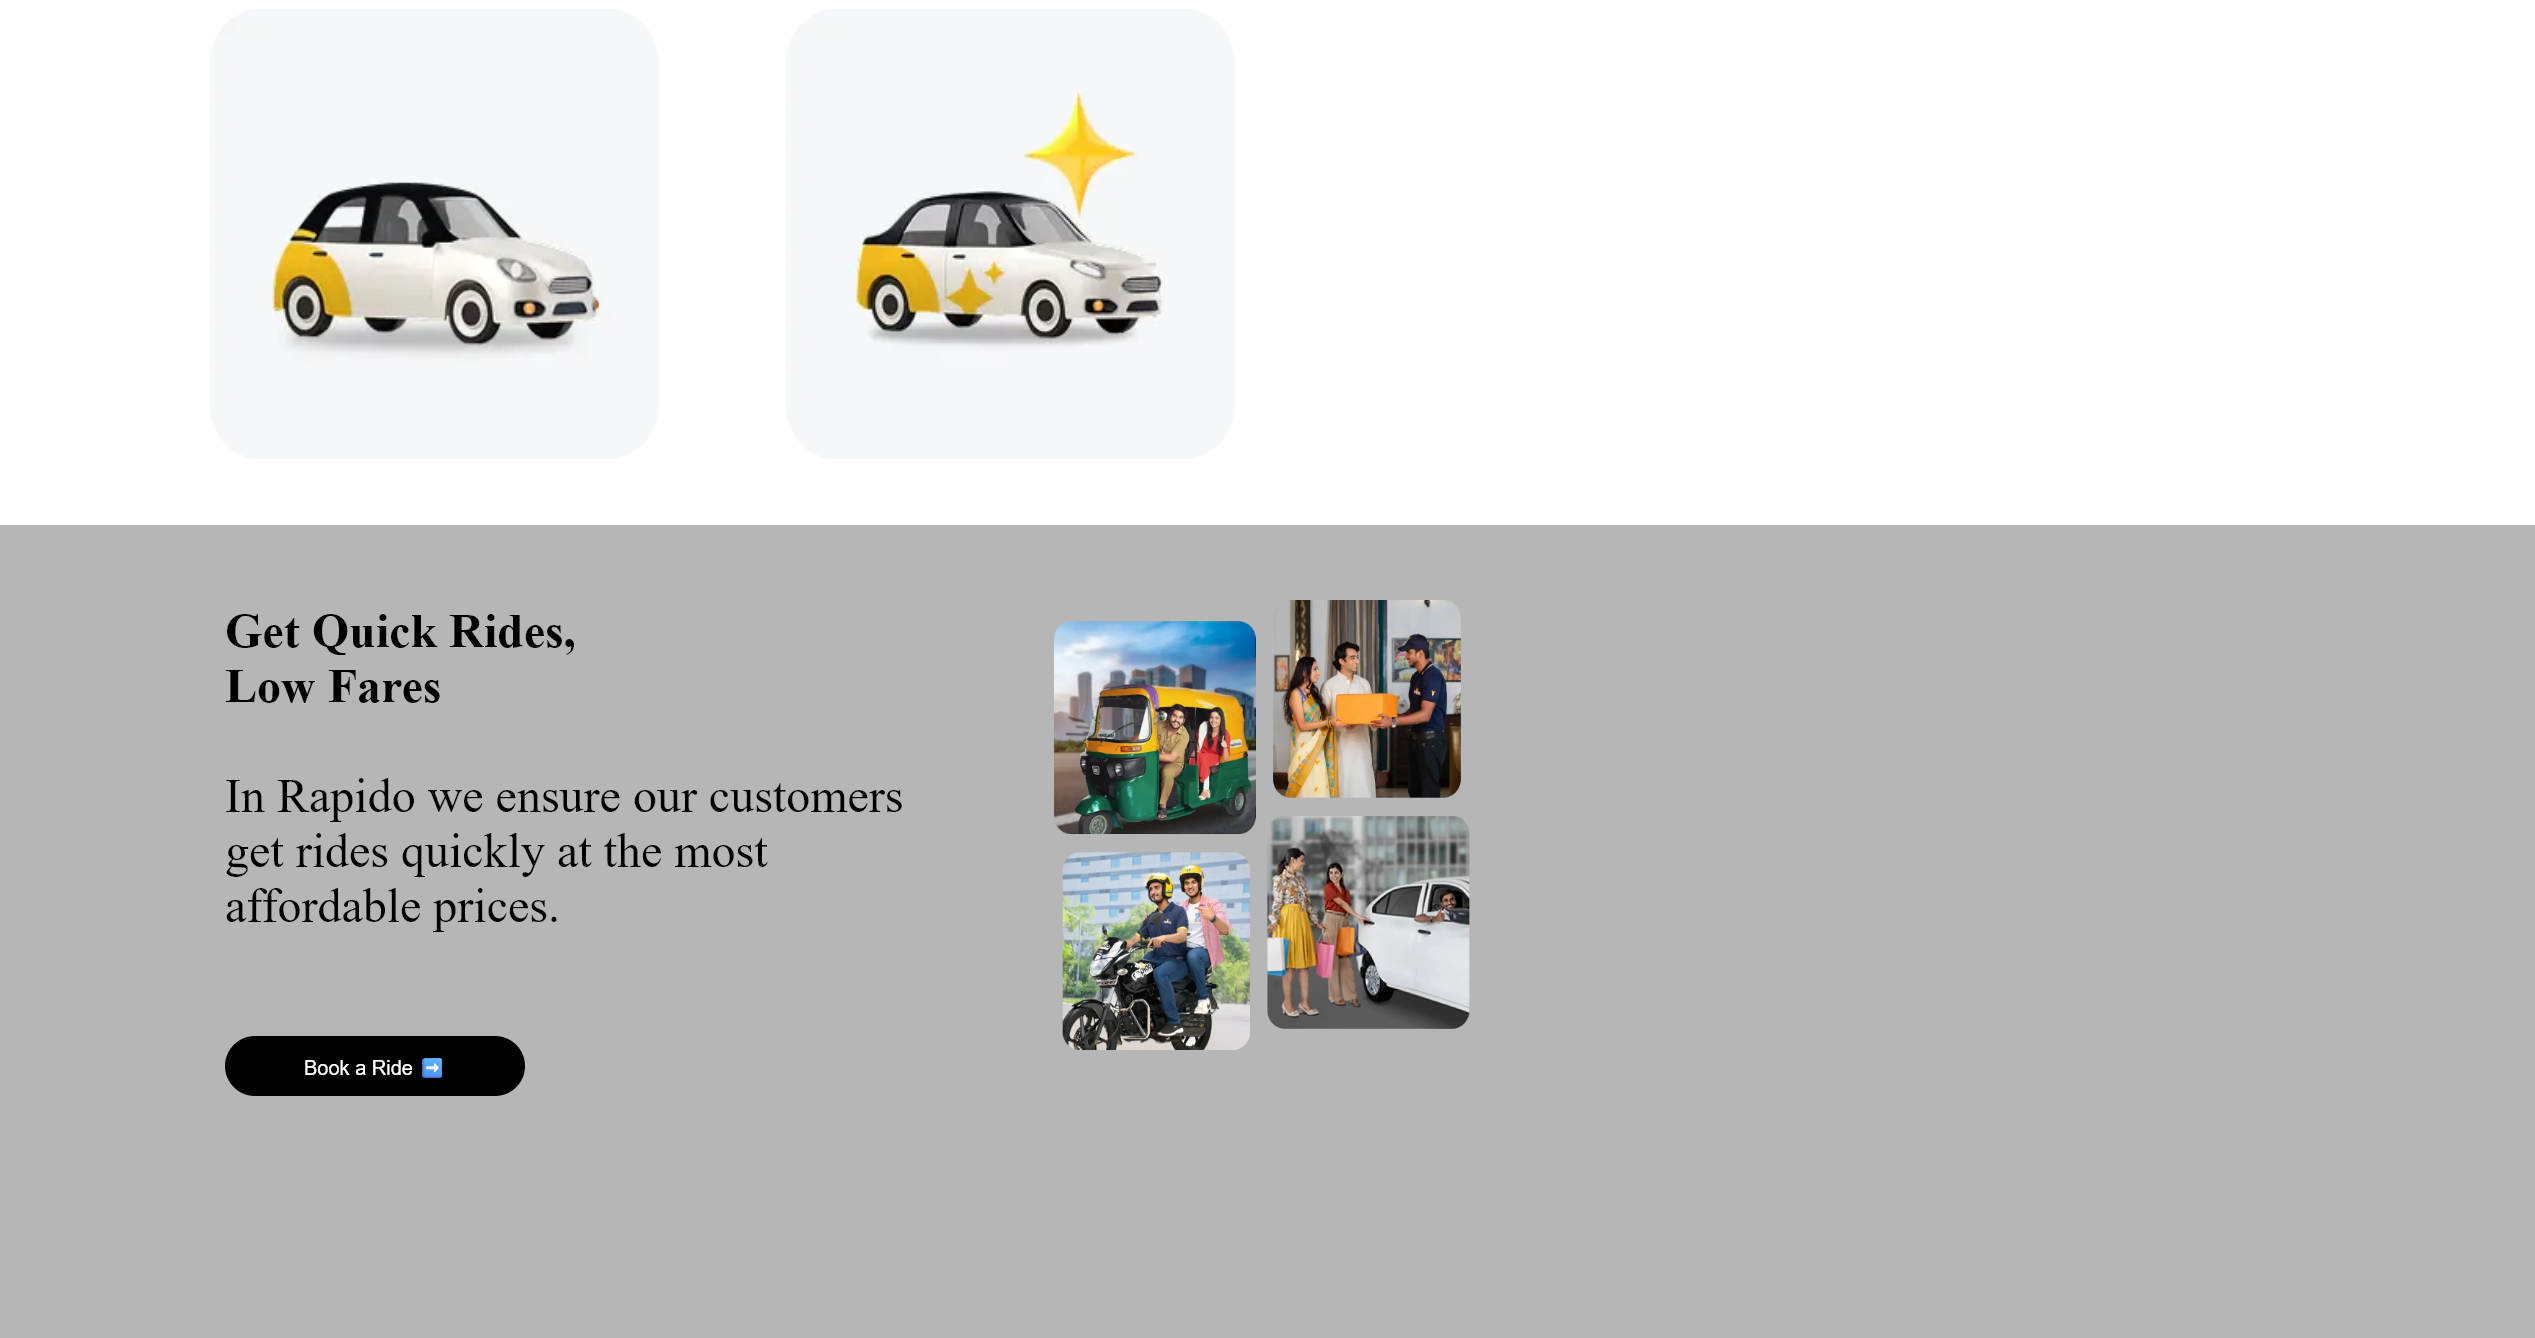 Get Quick Rides,
Low Fares
In Rapido we ensure our customers
get rides quickly at the most
affordable prices.
Book a Ride ➡️